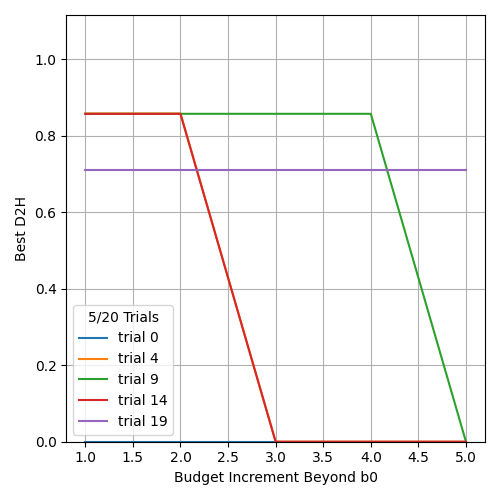 1.0
0.8
0.6
0.4
0.2
0.0
Best D2H
5/20 Trials
trial 0
trial 4
trial 9
trial 14
trial 19
1.0 1.5 2.0 2.5 3.0 3.5 4.0 4.5 5.0
Budget Increment Beyond b0